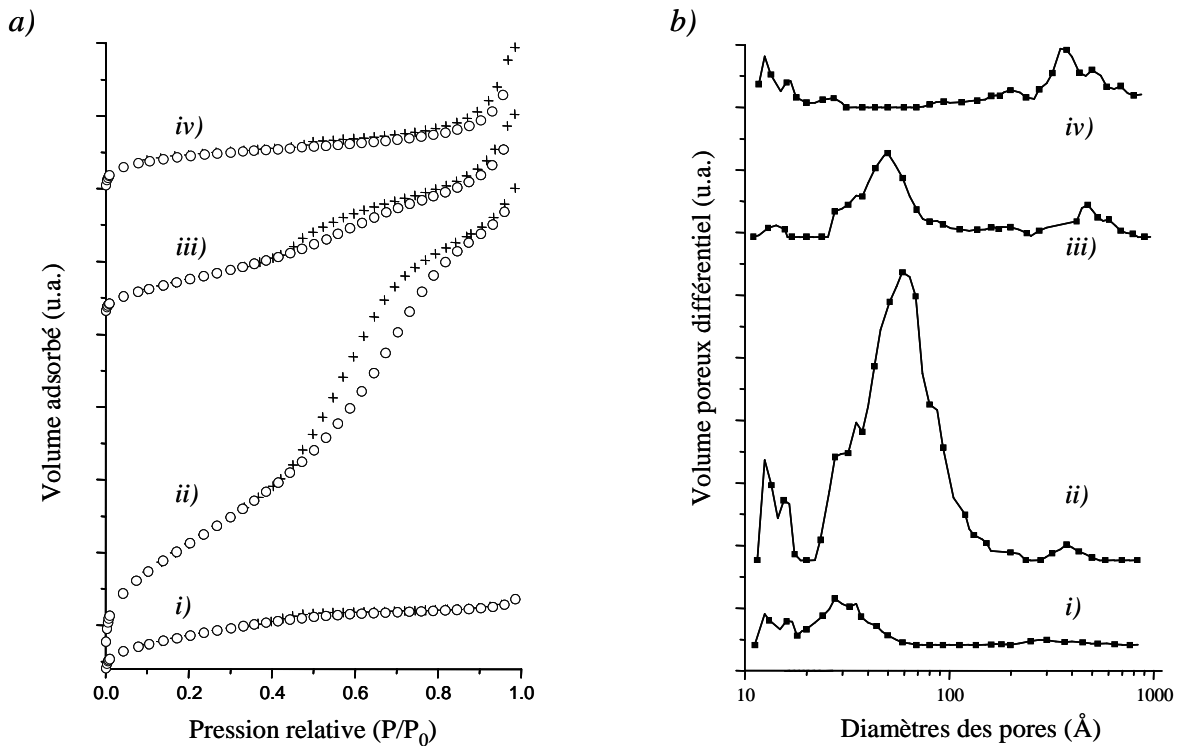 a)
iv)
iii)
ii)
i)
Volume adsorbé (u.a.)
0.0 0.2 0.4 0.6 0.8 1.0
Pression relative (P/P0)
b)
iv)
iii)
ii)
i)
Volume poreux différentiel (u.a.)
10 100 1000
Diamètres des pores (Å)